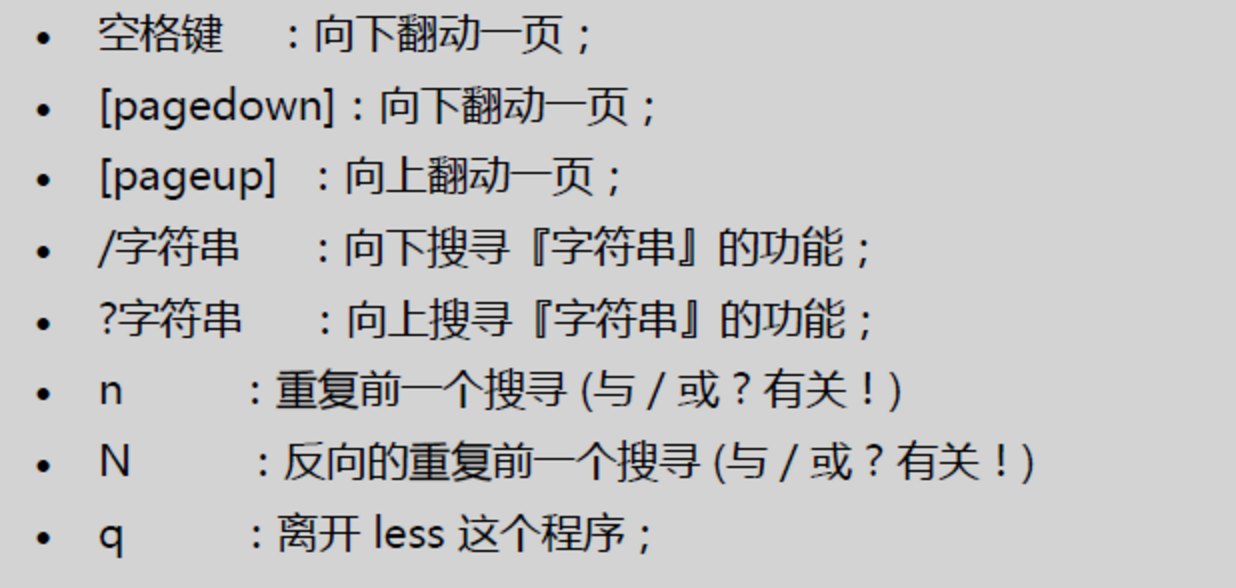 • 空格键 ：向下翻动一页；
• [pagedown]：向下翻动一页；
• [pageup] ：向上翻动一页；
• /字符串 ：向下搜寻『字符串』的功能；
• ?字符串 ：向上搜寻『字符串』的功能；
• n ：重复前一个搜寻 (与 / 或 ? 有关！)
• N ：反向的重复前一个搜寻 (与 / 或 ? 有关！)
• q ：离开 less 这个程序；